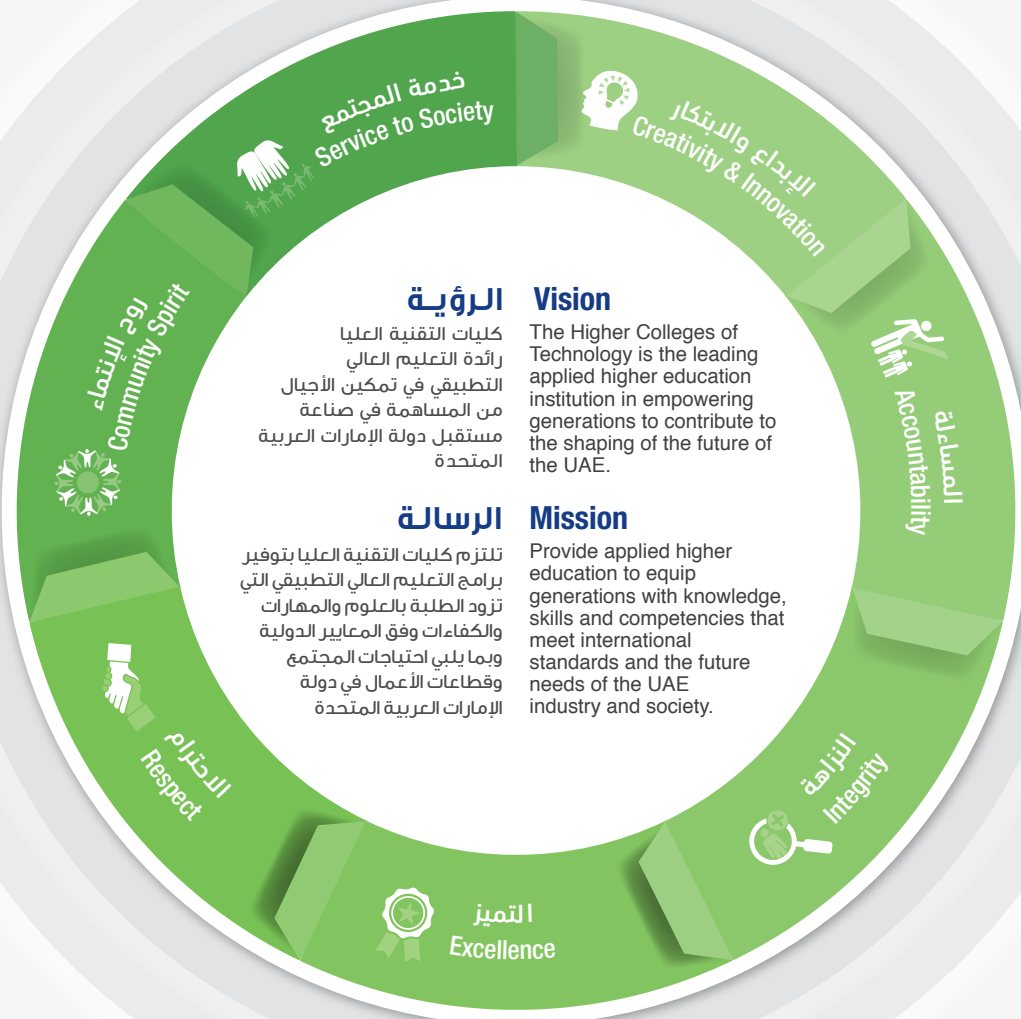 خدمة المجتمع
Service to Society
الإبداع والابتكار
Creativity & Innovation
المساءلة
Accountability
النزاهة
Integrity
التميز
Excellence
الاحترام
Respect
روح الإنتماء
Community Spirit
الـرؤيــة
كليات التقنية العليا
رائدة التعليم العالي
التطبيقي في تمكين الأجيال
من المساهمة في صناعة
مستقبل دولة الإمارات العربية
المتحدة
Vision
The Higher Colleges of
Technology is the leading
applied higher education
institution in empowering
generations to contribute to
the shaping of the future of
the UAE.
الرسالـة
تلتزم كليات التقنية العليا بتوفير
برامج التعليم العالي التطبيقي التي
تزود الطلبة بالعلوم والمهارات
والكفاءات وفق المعايير الدولية
وبما يلبي احتياجات المجتمع
وقطاعات الأعمال في دولة
الإمارات العربية المتحدة
Mission
Provide applied higher
education to equip
generations with knowledge,
skills and competencies that
meet international
standards and the future
needs of the UAE
industry and society.